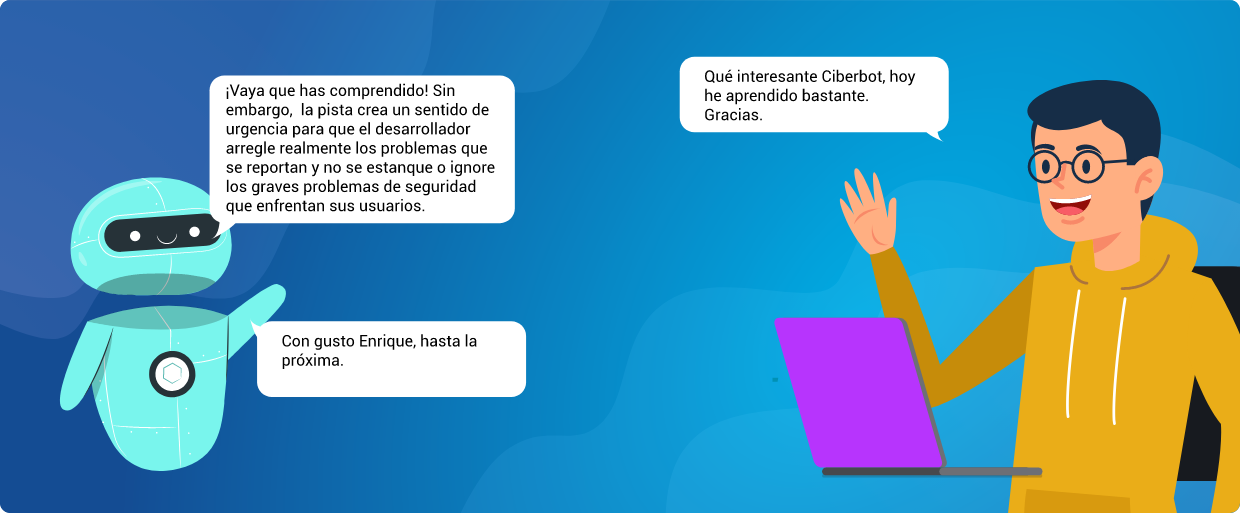 ¡Vaya que has comprendido! Sin
embargo,  la pista crea un sentido de
urgencia para que el desarrollador
arregle realmente los problemas que
se reportan y no se estanque o ignore
los graves problemas de seguridad
que enfrentan sus usuarios.
Qué interesante Ciberbot, hoy
he aprendido bastante.
Gracias.
Con gusto Enrique, hasta la
próxima.